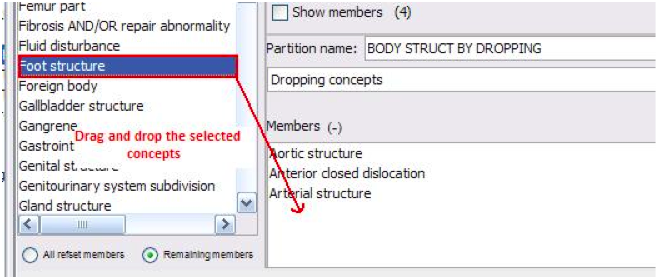 Femur part
Fibrosis AND/OR repair abnormality
Fluid disturbance
Foot structure
Foreign body
Gallbladder structure
Gangrene
Gastroint
Genital
Genitourinary system subdivision
Gland structure
Drag and drop the selected
concepts
All refset members
Remaining members
Show members (4)
Partition name: BODY STRUCT BY DROPPING
Dropping concepts
Members (-)
Aortic structure
Anterior closed dislocation
Arterial structure